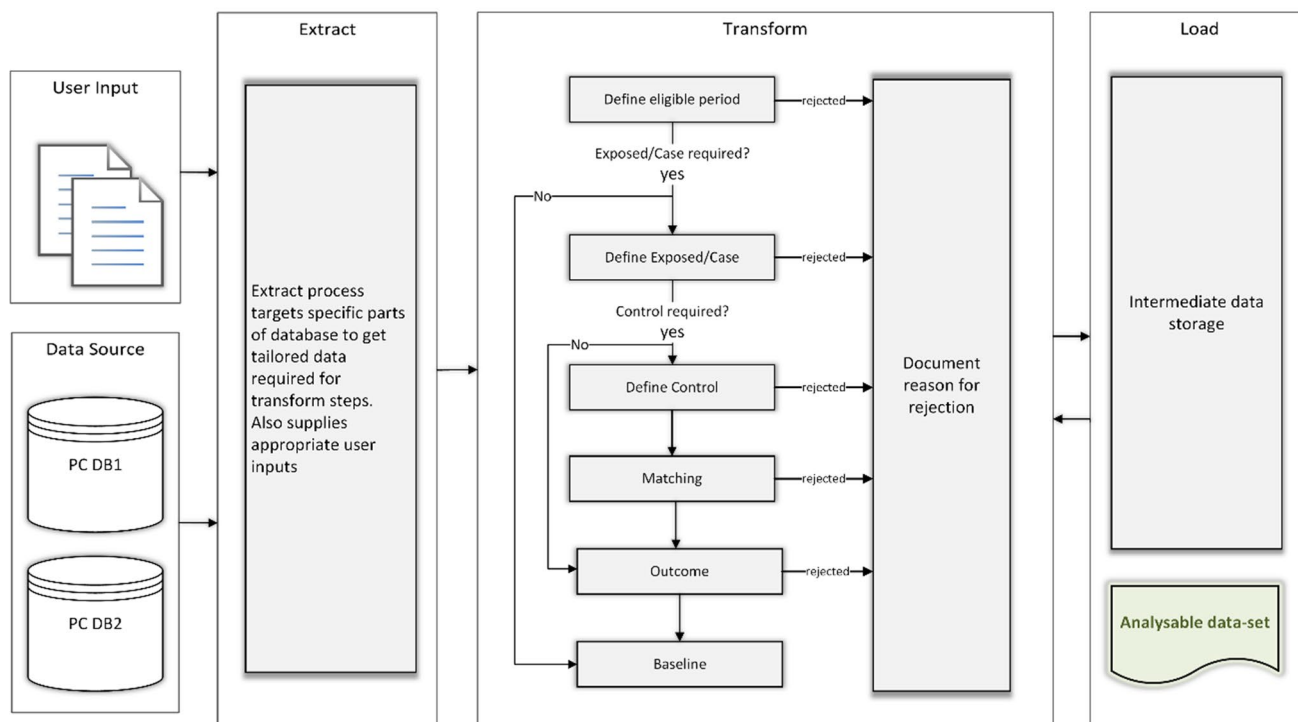 User Input
Data Source
PC DB1
PC DB2
Extract
Extract process
targets specific parts
of database to get
tailored data
required for
transform steps.
Also supplies
appropriate user
inputs
Transform
Define eligible period
rejected
Exposed/Case required?
yes
No
Define Exposed/Case
rejected
Control required?
yes
No
Define Control
rejected
Matching
rejected
Outcome
rejected
Baseline
Document
reason for
rejection
Load
Intermediate data
storage
Analysable data-set